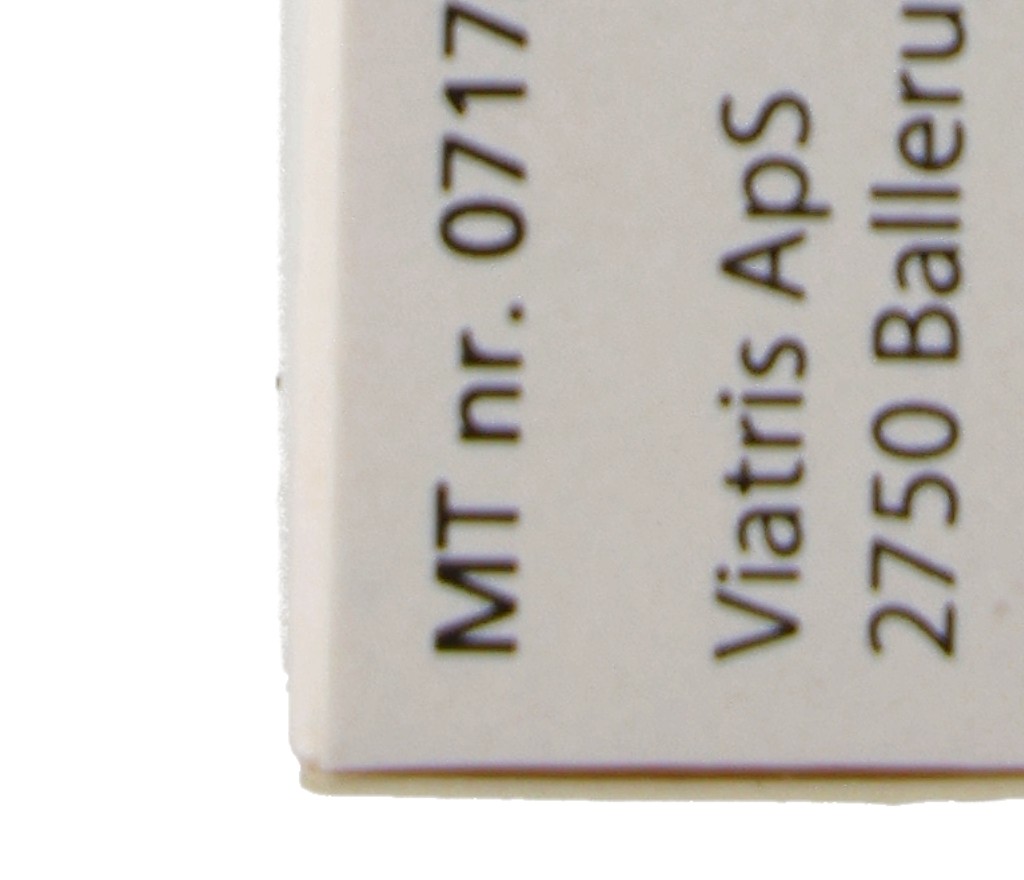 MT nr. 0717
Viatris ApS
2750 Balleru